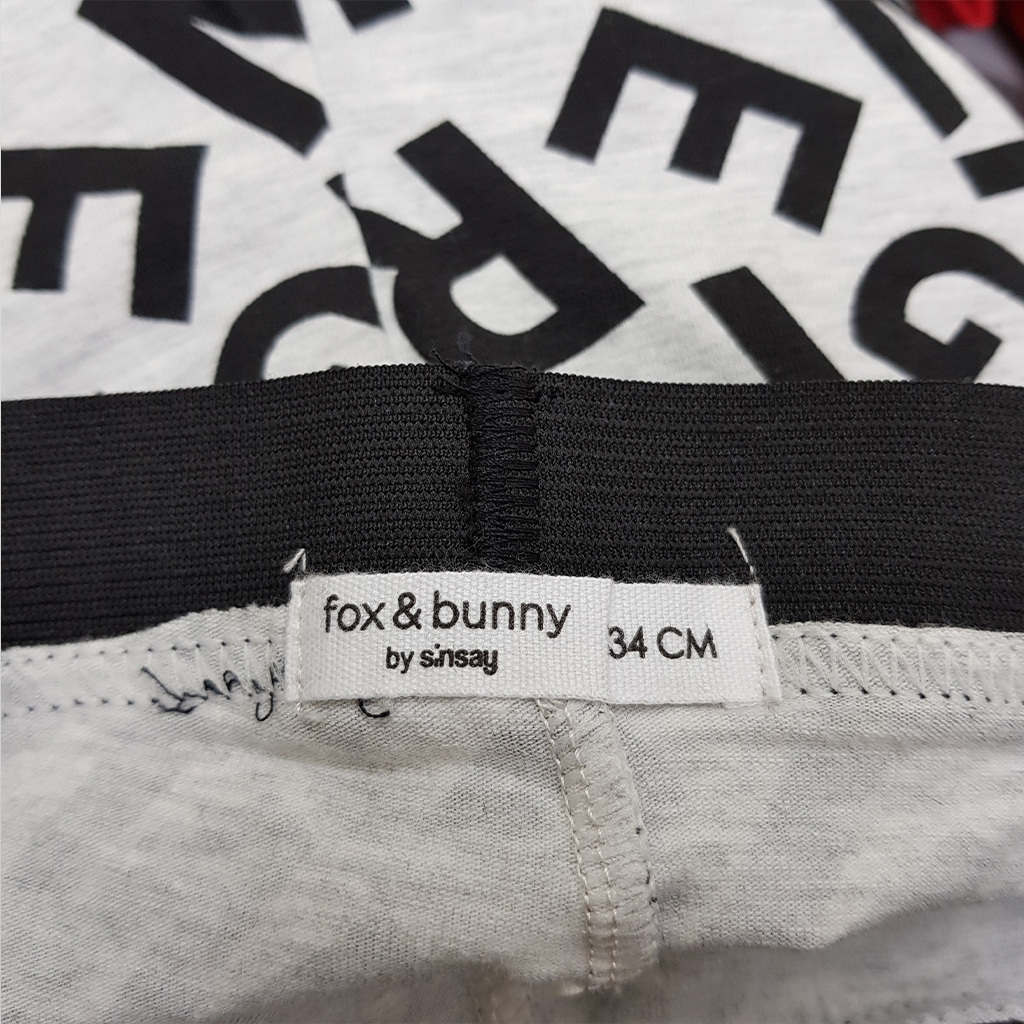 fox & bunny
by sinsay
34 CM